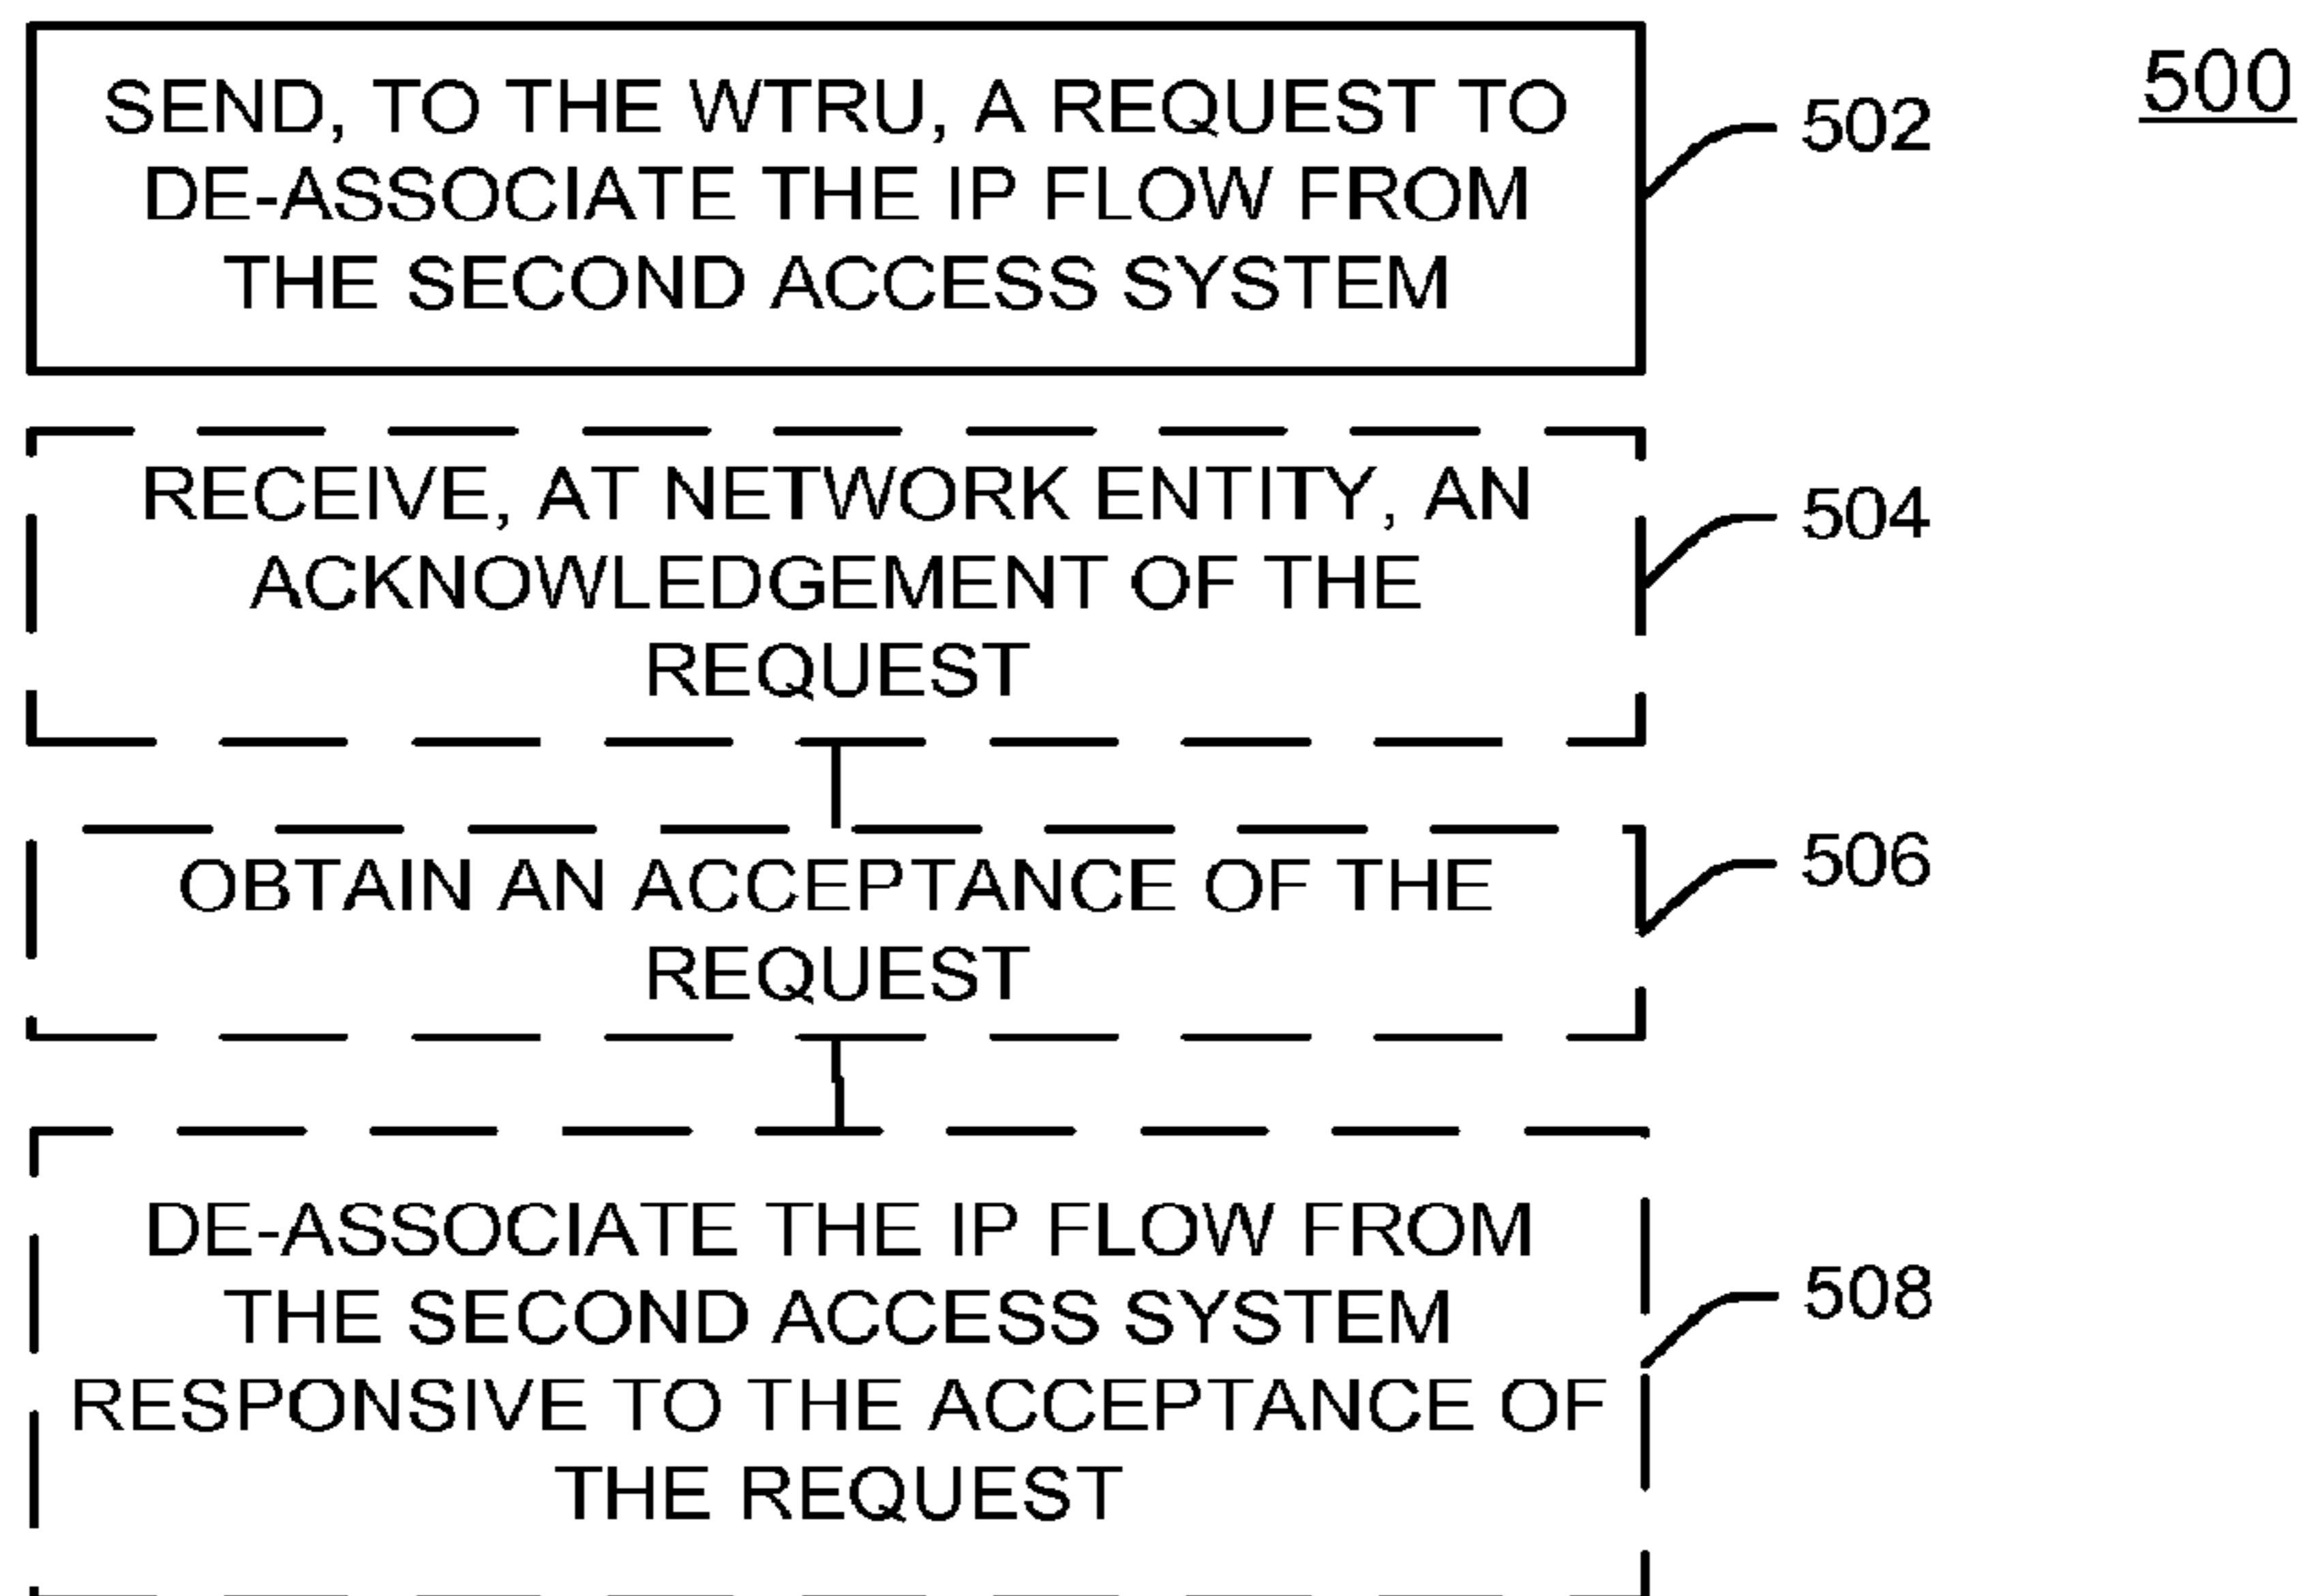 500
SEND, TO THE WTRU, A REQUEST TO
DE-ASSOCIATE THE IP FLOW FROM
THE SECOND ACCESS SYSTEM
502
RECEIVE, AT NETWORK ENTITY, AN
ACKNOWLEDGEMENT OF THE
REQUEST
504
OBTAIN AN ACCEPTANCE OF THE
REQUEST
506
DE-ASSOCIATE THE IP FLOW FROM
THE SECOND ACCESS SYSTEM
RESPONSIVE TO THE ACCEPTANCE OF
THE REQUEST
508